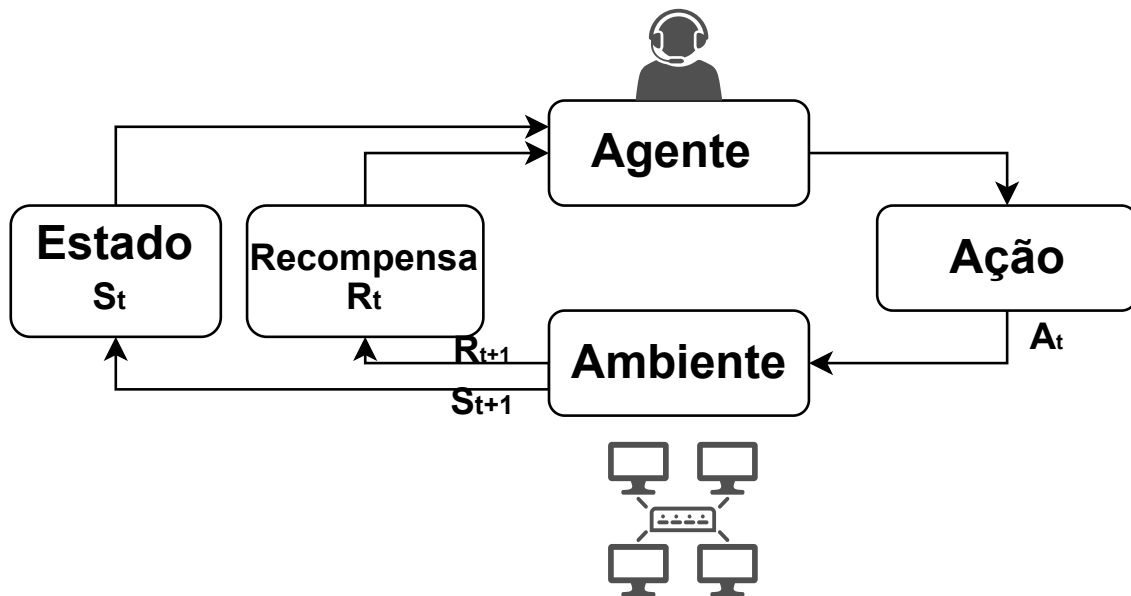 Agente
Estado
St
Recompensa
Rt
Ação
At
Ambiente
Rt+1
St+1